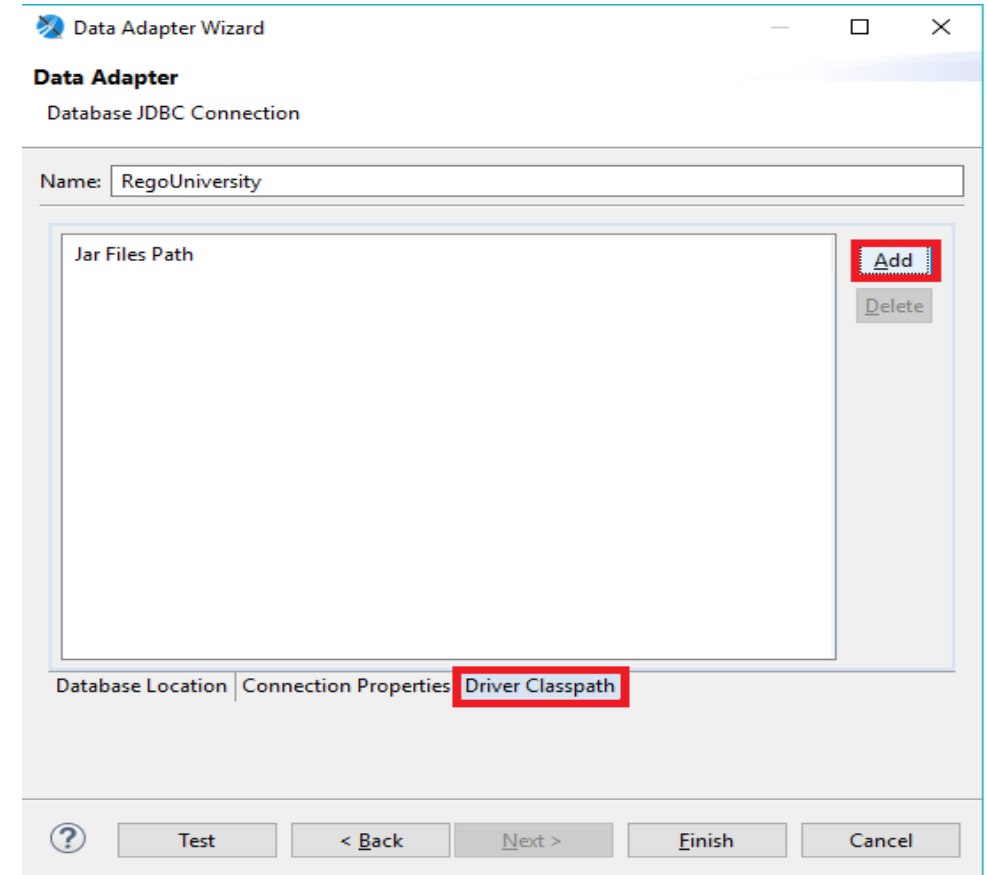 Data Adapter Wizard
Data Adapter
Database JDBC Connection
Name: RegoUniversity
Jar Files Path
Add
Delete
Database Location Connection Properties Driver Classpath
? Test < Back Next > Finish Cancel